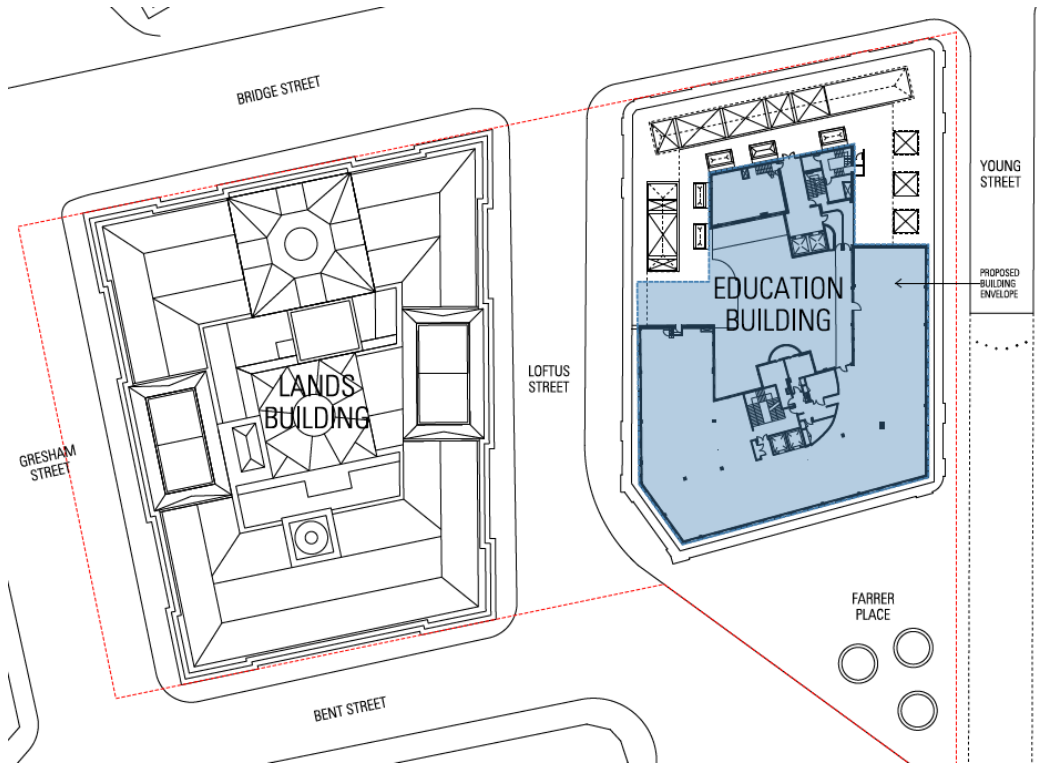 BRIDGE STREET
YOUNG
STREET
PROPOSED
BUILDING
ENVELOPE
EDUCATION
BUILDING
LANDS
BUILDING
LOFTUS
STREET
GRESHAM
STREET
FARRER
PLACE
BENT STREET